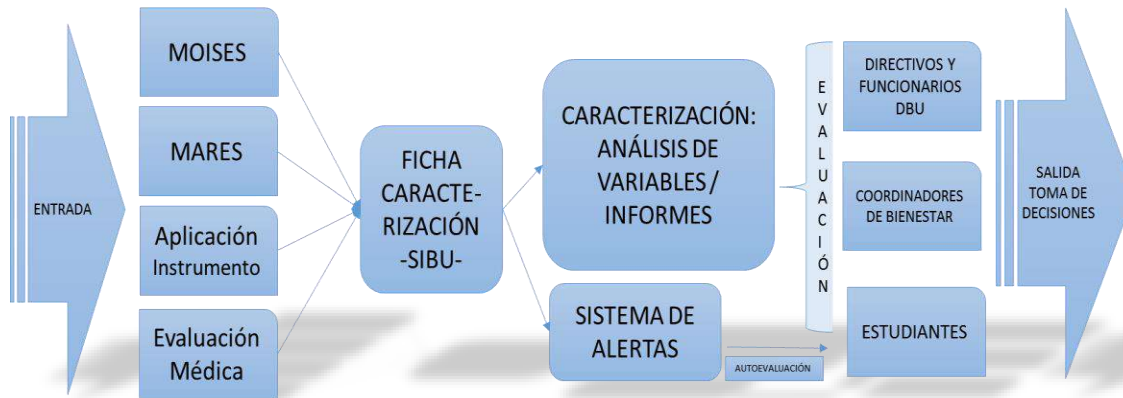 ENTRADA
MOISES
MARES
Aplicación
Instrumento
Evaluación
Médica
FICHA
CARACTE-
RIZACIÓN
-SIBU-
CARACTERIZACIÓN:
ANÁLISIS DE
VARIABLES /
INFORMES
SISTEMA DE
ALERTAS
AUTOEVALUACIÓN
EVALUACIÓN
DIRECTIVOS Y
FUNCIONARIOS
DBU
COORDINADORES
DE BIENESTAR
ESTUDIANTES
SALIDA
TOMA DE
DECISIONES